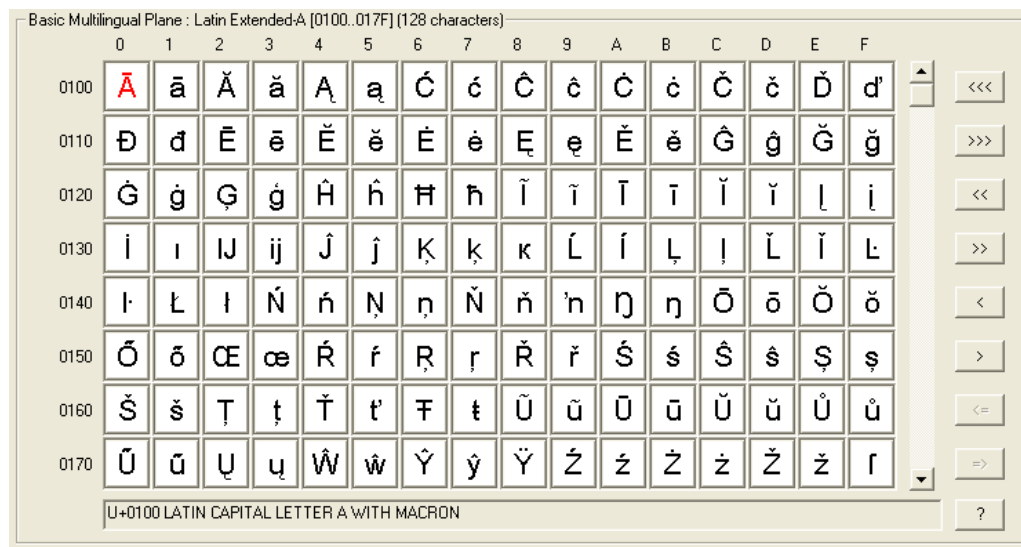 Basic Multilingual Plane : Latin Extended-A [0100..017F] (128 characters)
0 1 2 3 4 5 6 7 8 9 A B C D E F
0100 Ā ā Ă ă Ą ą Ć ć Ĉ ĉ Ċ ċ Č č Ď ď <<<
0110 Đ đ Ē ē Ĕ ĕ Ė ė Ę ę Ě ě Ĝ ĝ Ğ ğ >>>
0120 Ġ ġ Ģ ģ Ĥ ĥ Ħ ħ Ĩ ĩ Ī ī Ĭ ĭ Į į <<
0130 İ ı IJ ij Ĵ ĵ Ķ ķ ĸ Ĺ ĺ Ļ ļ Ľ ľ Ŀ >>
0140 ŀ Ł ł Ń ń Ņ ņ Ň ň ŉ Ŋ ŋ Ō ō Ŏ ŏ <
0150 Ő ő Œ œ Ŕ ŕ Ŗ ŗ Ř ř Ś ś Ŝ ŝ Ş ş >
0160 Š š Ţ ţ Ť ť Ŧ ŧ Ũ ũ Ū ū Ŭ ŭ Ů ů <=
0170 Ű ű Ų ų Ŵ ŵ Ŷ ŷ Ÿ Ź ź Ż ż Ž ž ſ =>
U+0100 LATIN CAPITAL LETTER A WITH MACRON ?